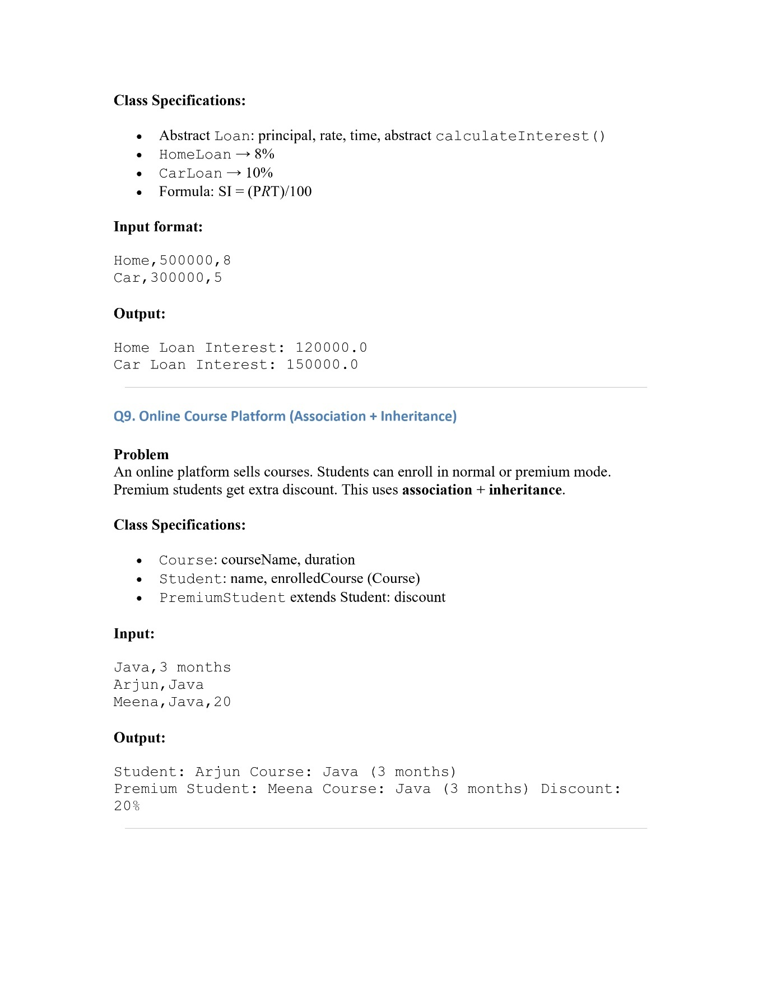 Class Specifications:
• Abstract Loan: principal, rate, time, abstract calculateInterest()
• HomeLoan → 8%
• CarLoan → 10%
• Formula: SI = (PRT)/100
Input format:
Home,500000,8
Car,300000,5
Output:
Home Loan Interest: 120000.0
Car Loan Interest: 150000.0
Q9. Online Course Platform (Association + Inheritance)
Problem
An online platform sells courses. Students can enroll in normal or premium mode.
Premium students get extra discount. This uses association + inheritance.
Class Specifications:
• Course: courseName, duration
• Student: name, enrolledCourse (Course)
• PremiumStudent extends Student: discount
Input:
Java,3 months
Arjun,Java
Meena,Java,20
Output:
Student: Arjun Course: Java (3 months)
Premium Student: Meena Course: Java (3 months) Discount:
20%